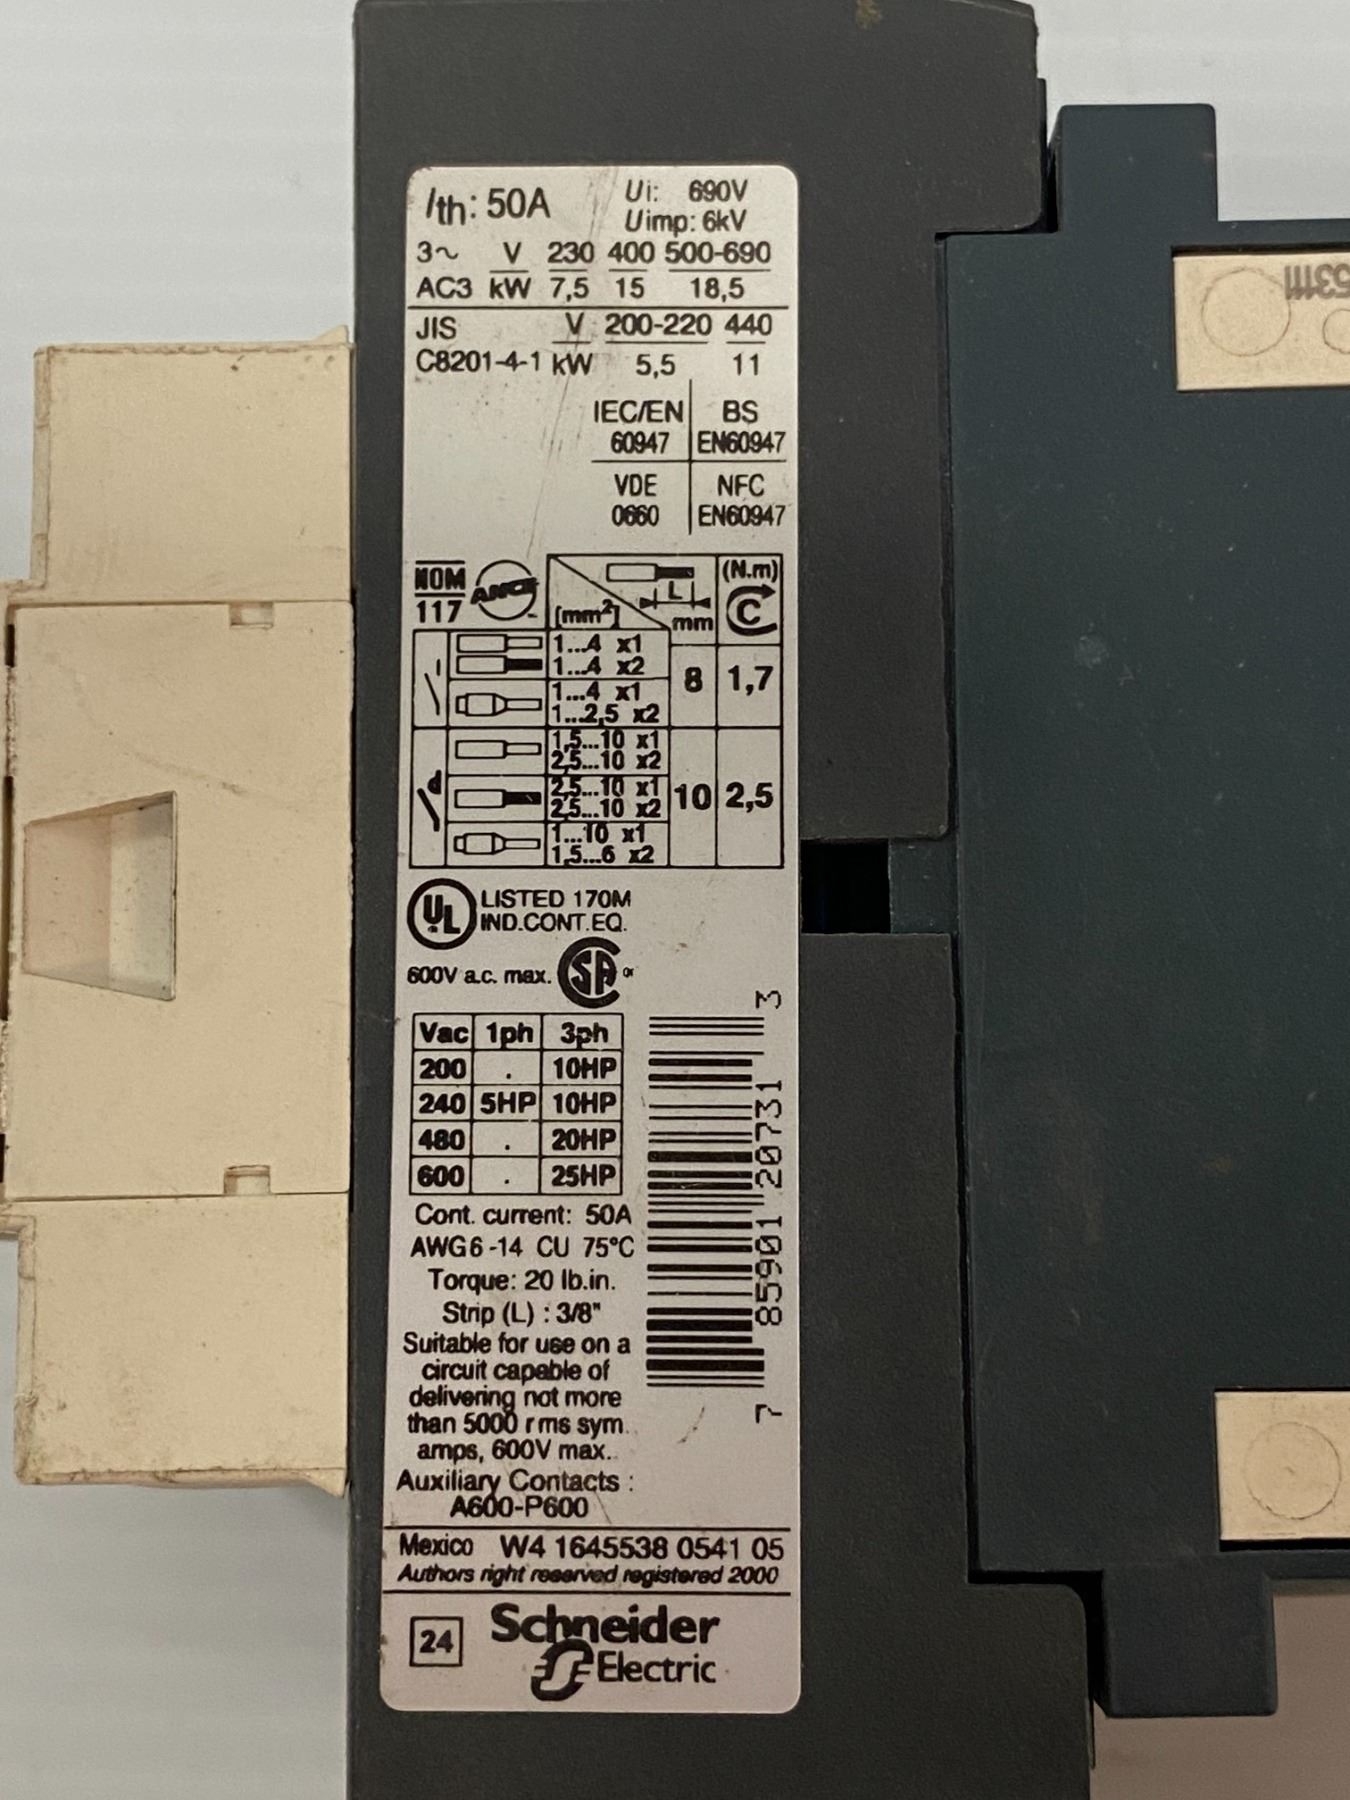 Ith: 50A
Ui: 690V
Uimp: 6kV
3~ V 230 400 500-690
AC3 kW 7,5 15 18,5
JIS V 200-220 440
C8201-4-1 kW 5,5 11
IEC/EN BS
60947 EN60947
VDE NFC
0660 EN60947
NOM
117
ANCE
[mm²]
L
mm
(N.m)
C
1...4 x1
1...4 x2
1...4 x1
1...2,5 x2
8 1,7
1,5...10 x1
2,5...10 x2
2,5...10 x1
2,5...10 x2
1...10 x1
1,5...6 x2
10 2,5
UL LISTED 170M
IND.CONT.EQ.
600V a.c. max. SA or
Vac 1ph 3ph
200 . 10HP
240 5HP 10HP
480 . 20HP
600 . 25HP
Cont. current: 50A
AWG6-14 CU 75°C
Torque: 20 lb.in.
Strip (L) : 3/8"
Suitable for use on a
circuit capable of
delivering not more
than 5000 rms sym.
amps, 600V max..
Auxiliary Contacts :
A600-P600
7 85901 20731 3
Mexico W4 1645538 0541 05
Authors right reserved registered 2000
24
Schneider
Electric
53111